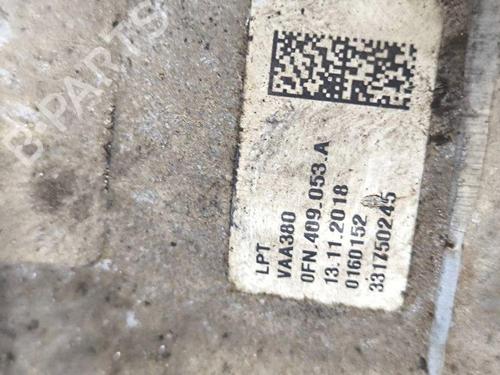 LPT
VAA380
0FN.409.053.A
13.11.2018
0160152
331750245
B-PARTS